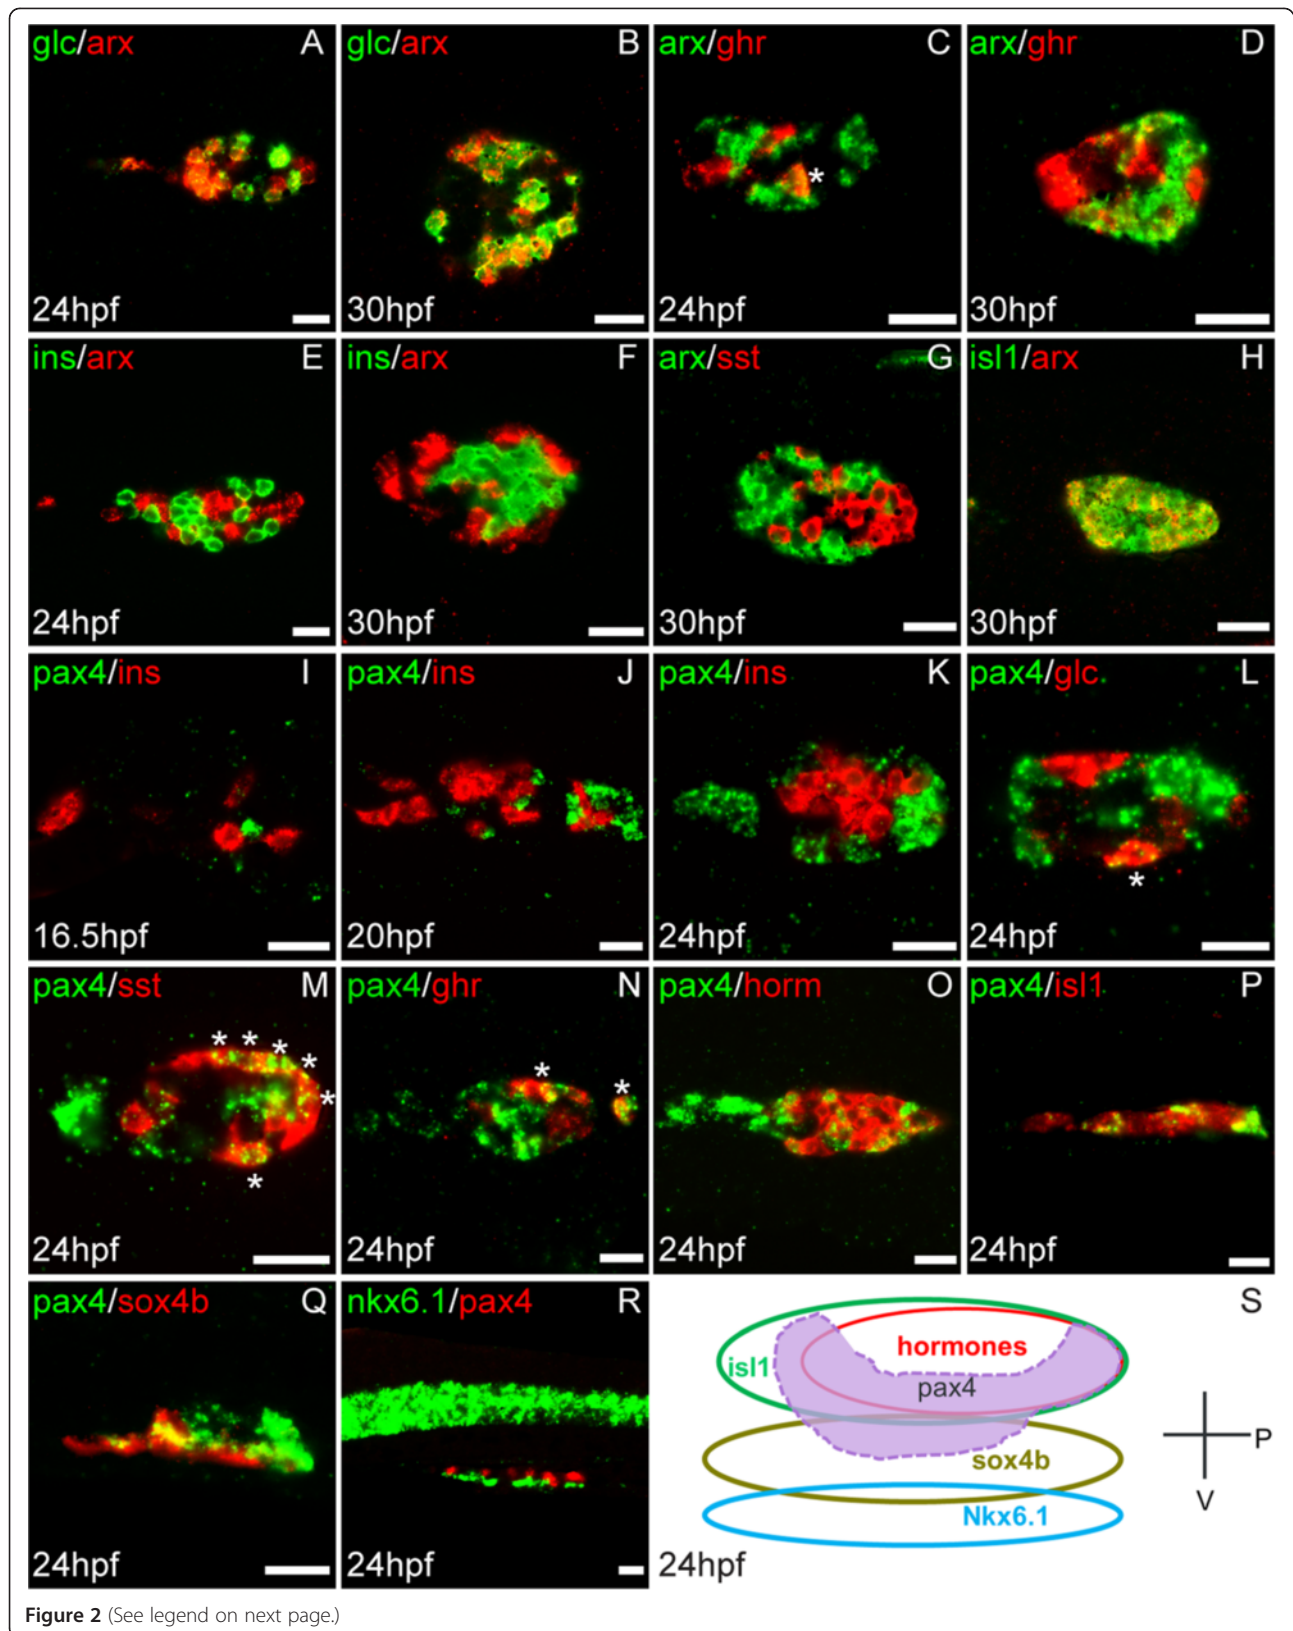 glc/arx A
glc/arx B
arx/ghr C
arx/ghr D
24hpf
30hpf
24hpf
30hpf
ins/arx E
ins/arx F
arx/sst G
isl1/arx H
24hpf
30hpf
30hpf
30hpf
pax4/ins I
pax4/ins J
pax4/ins K
pax4/glc L
*
16.5hpf
20hpf
24hpf
24hpf
pax4/sst M
pax4/ghr N
pax4/horm O
pax4/isl1 P
* * * * *
* *
*
24hpf
24hpf
24hpf
24hpf
pax4/sox4b Q
nkx6.1/pax4 R
S
hormones
isl1
pax4
sox4b
Nkx6.1
P
V
24hpf
24hpf
24hpf
Figure 2 (See legend on next page.)